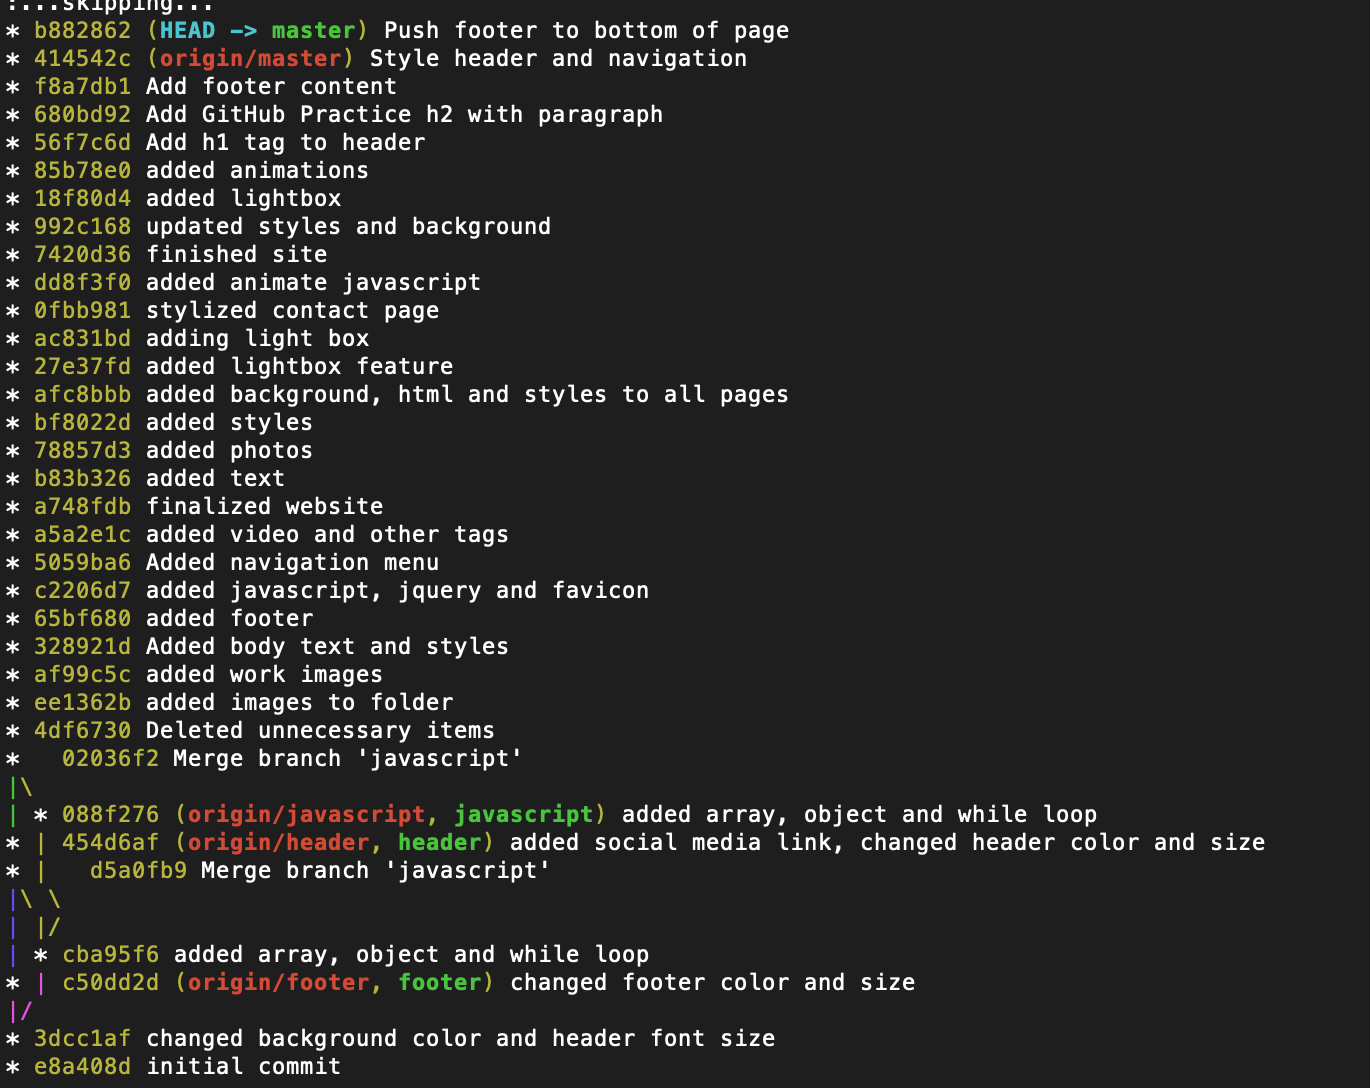 :...skipping...
* b882862 (HEAD -> master) Push footer to bottom of page
* 414542c (origin/master) Style header and navigation
* f8a7db1 Add footer content
* 680bd92 Add GitHub Practice h2 with paragraph
* 56f7c6d Add h1 tag to header
* 85b78e0 added animations
* 18f80d4 added lightbox
* 992c168 updated styles and background
* 7420d36 finished site
* dd8f3f0 added animate javascript
* 0fbb981 stylized contact page
* ac831bd adding light box
* 27e37fd added lightbox feature
* afc8bbb added background, html and styles to all pages
* bf8022d added styles
* 78857d3 added photos
* b83b326 added text
* a748fdb finalized website
* a5a2e1c added video and other tags
* 5059ba6 Added navigation menu
* c2206d7 added javascript, jquery and favicon
* 65bf680 added footer
* 328921d Added body text and styles
* af99c5c added work images
* ee1362b added images to folder
* 4df6730 Deleted unnecessary items
*   02036f2 Merge branch 'javascript'
|\
| * 088f276 (origin/javascript, javascript) added array, object and while loop
* | 454d6af (origin/header, header) added social media link, changed header color and size
* |   d5a0fb9 Merge branch 'javascript'
|\ \
| |/
| * cba95f6 added array, object and while loop
* | c50dd2d (origin/footer, footer) changed footer color and size
|/
* 3dcc1af changed background color and header font size
* e8a408d initial commit